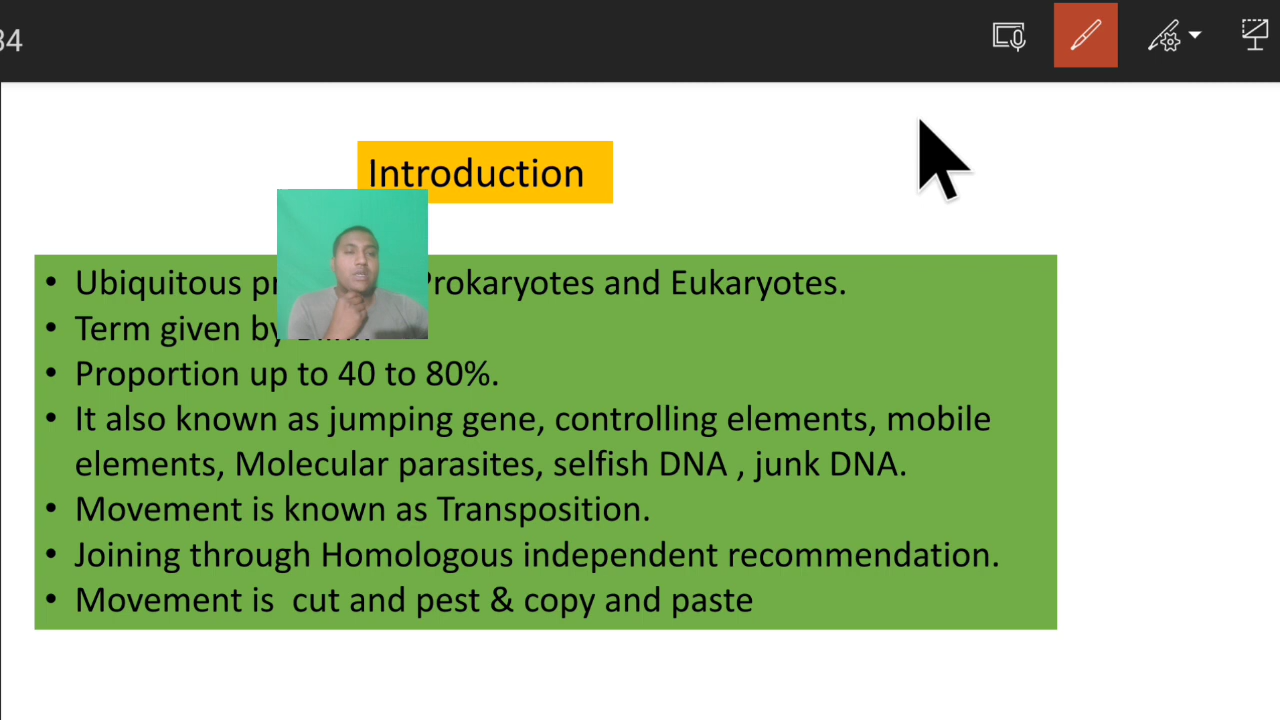 34
Introduction
• Ubiquitous Prokaryotes and Eukaryotes.
• Term given by
• Proportion up to 40 to 80%.
• It also known as jumping gene, controlling elements, mobile
elements, Molecular parasites, selfish DNA , junk DNA.
• Movement is known as Transposition.
• Joining through Homologous independent recommendation.
• Movement is cut and pest & copy and paste